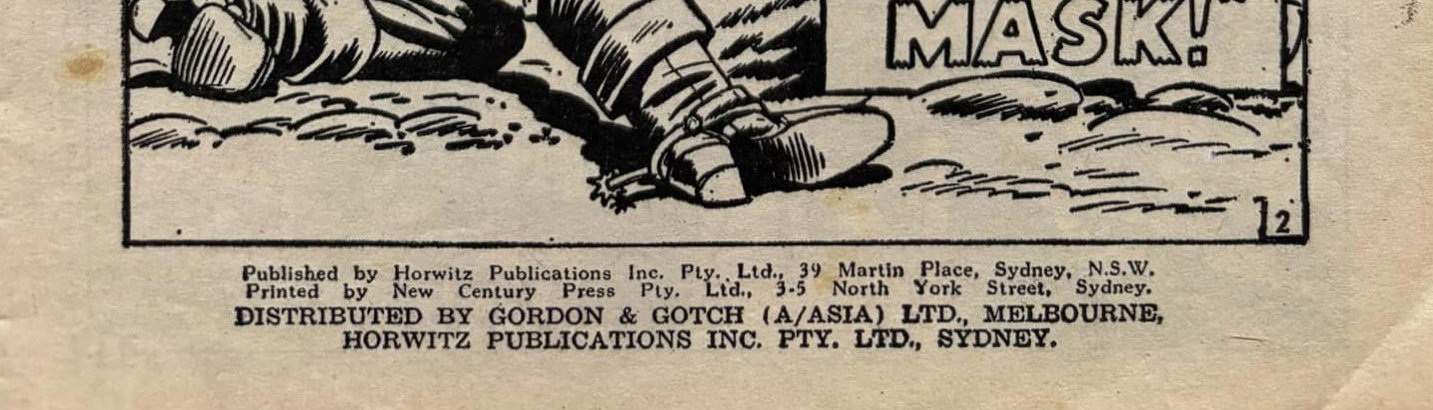 MASK!"
2
Published by Horwitz Publications Inc. Pty. Ltd., 39 Martin Place, Sydney, N.S.W.
Printed by New Century Press Pty. Ltd., 3-5 North York Street, Sydney.
DISTRIBUTED BY GORDON & GOTCH (A/ASIA) LTD., MELBOURNE,
HORWITZ PUBLICATIONS INC. PTY. LTD., SYDNEY.